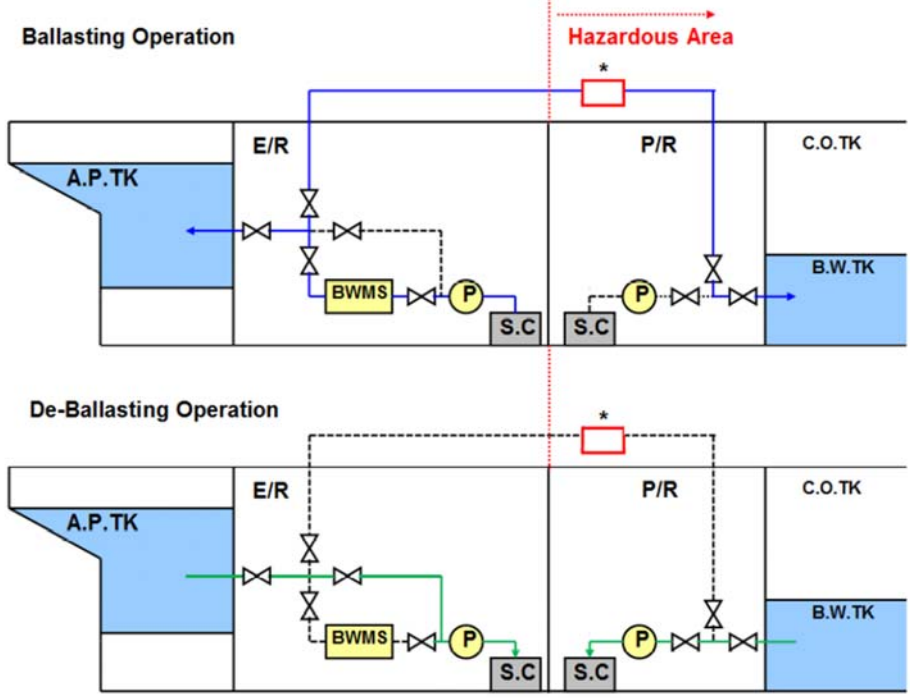 Ballasting Operation
Hazardous Area
*
E/R
P/R
C.O.TK
A.P.TK
B.W.TK
BWMS
P
P
S.C
S.C
De-Ballasting Operation
*
E/R
P/R
C.O.TK
A.P.TK
B.W.TK
BWMS
P
P
S.C
S.C